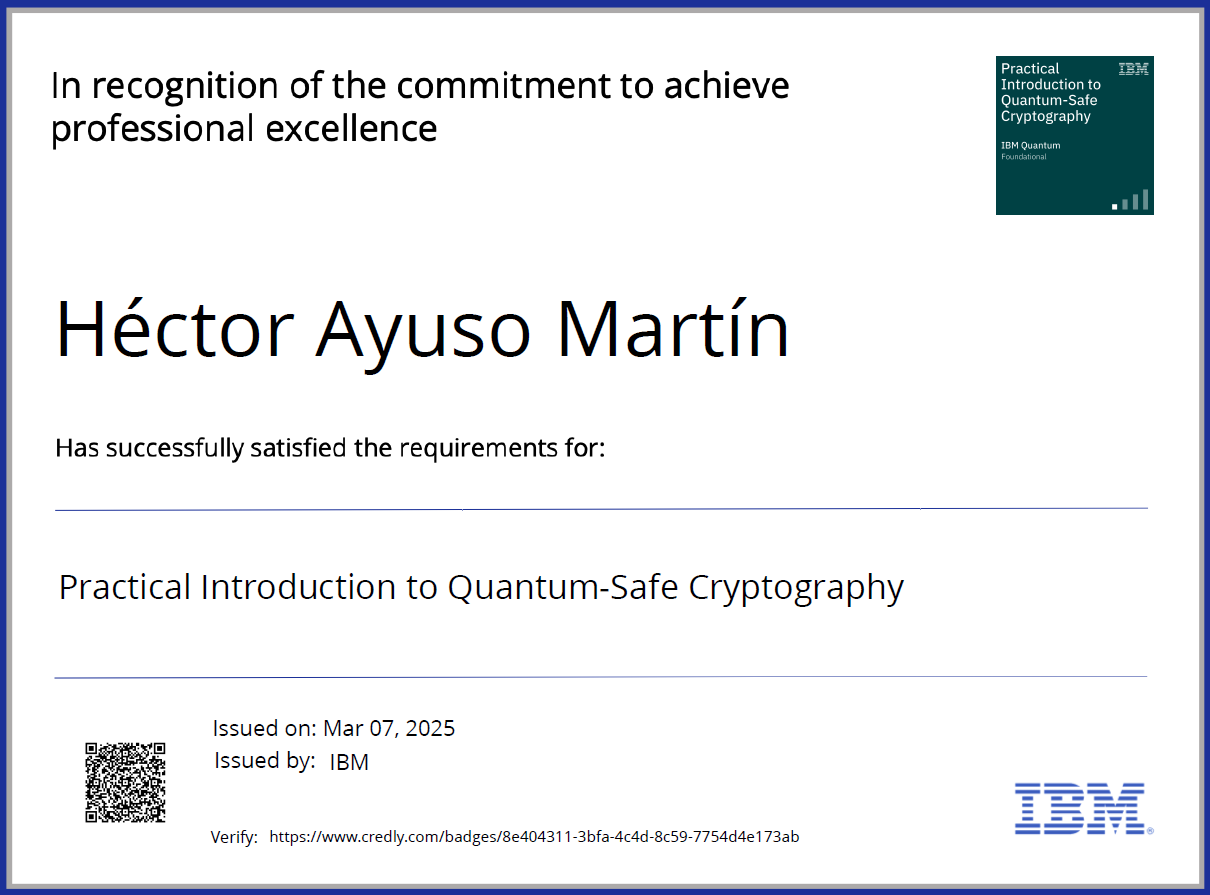 In recognition of the commitment to achieve
professional excellence
Practical
Introduction to
Quantum-Safe
Cryptography
IBM
IBM Quantum
Foundational
Héctor Ayuso Martín
Has successfully satisfied the requirements for:
Practical Introduction to Quantum-Safe Cryptography
Issued on: Mar 07, 2025
Issued by: IBM
Verify: https://www.credly.com/badges/8e404311-3bfa-4c4d-8c59-7754d4e173ab
IBM®